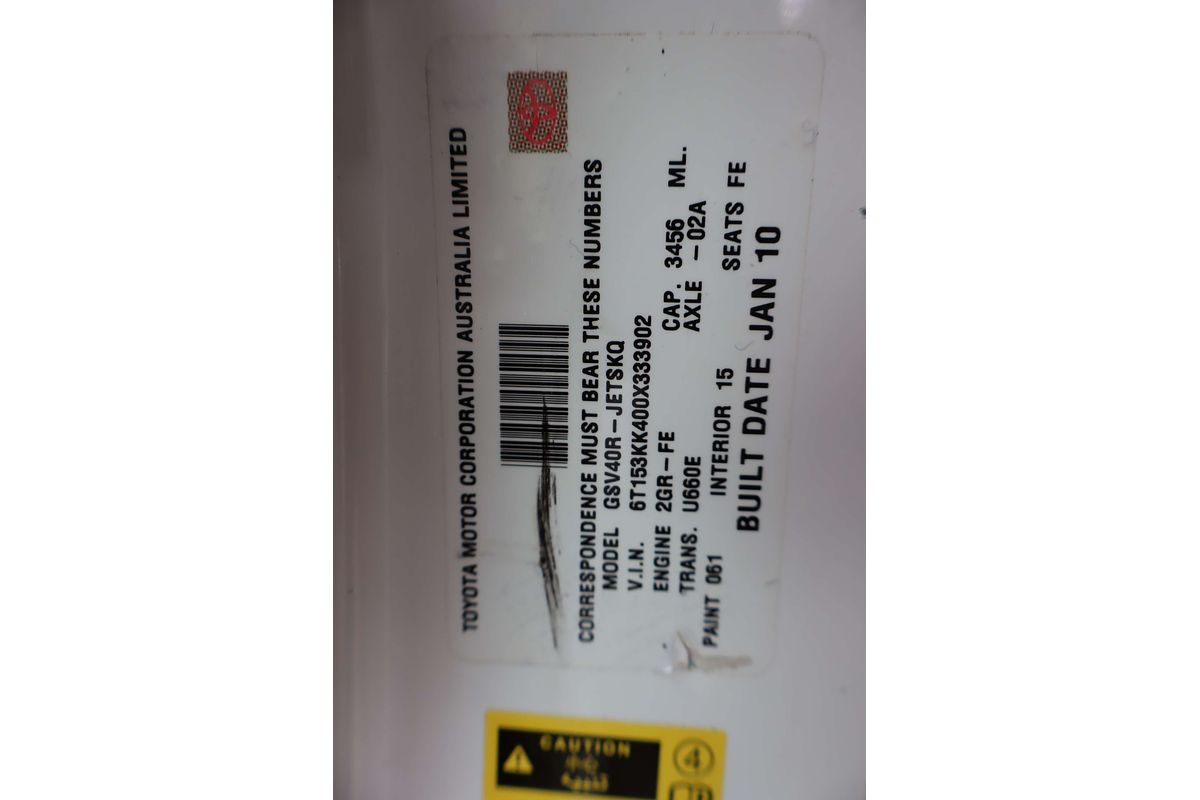 TOYOTA MOTOR CORPORATION AUSTRALIA LIMITED
CORRESPONDENCE MUST BEAR THESE NUMBERS
MODEL GSV40R-JETSKQ
V.I.N. 6T153KK400X333902
ENGINE 2GR-FE CAP. 3456 ML.
TRANS. U660E AXLE -02A
PAINT 061 INTERIOR 15 SEATS FE
BUILT DATE JAN 10
CAUTION
4